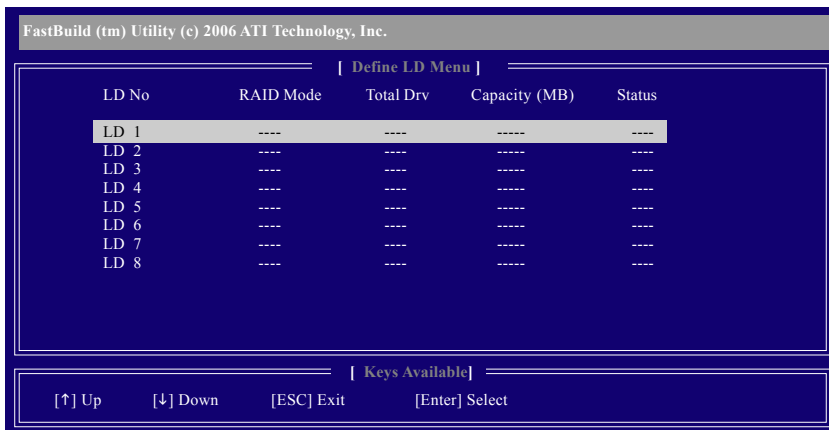 FastBuild (tm) Utility (c) 2006 ATI Technology, Inc.
[ Define LD Menu ]
LD No RAID Mode Total Drv Capacity (MB) Status
LD 1 ---- ---- ----- ----
LD 2 ---- ---- ----- ----
LD 3 ---- ---- ----- ----
LD 4 ---- ---- ----- ----
LD 5 ---- ---- ----- ----
LD 6 ---- ---- ----- ----
LD 7 ---- ---- ----- ----
LD 8 ---- ---- ----- ----
[ Keys Available]
[↑] Up [↓] Down [ESC] Exit [Enter] Select